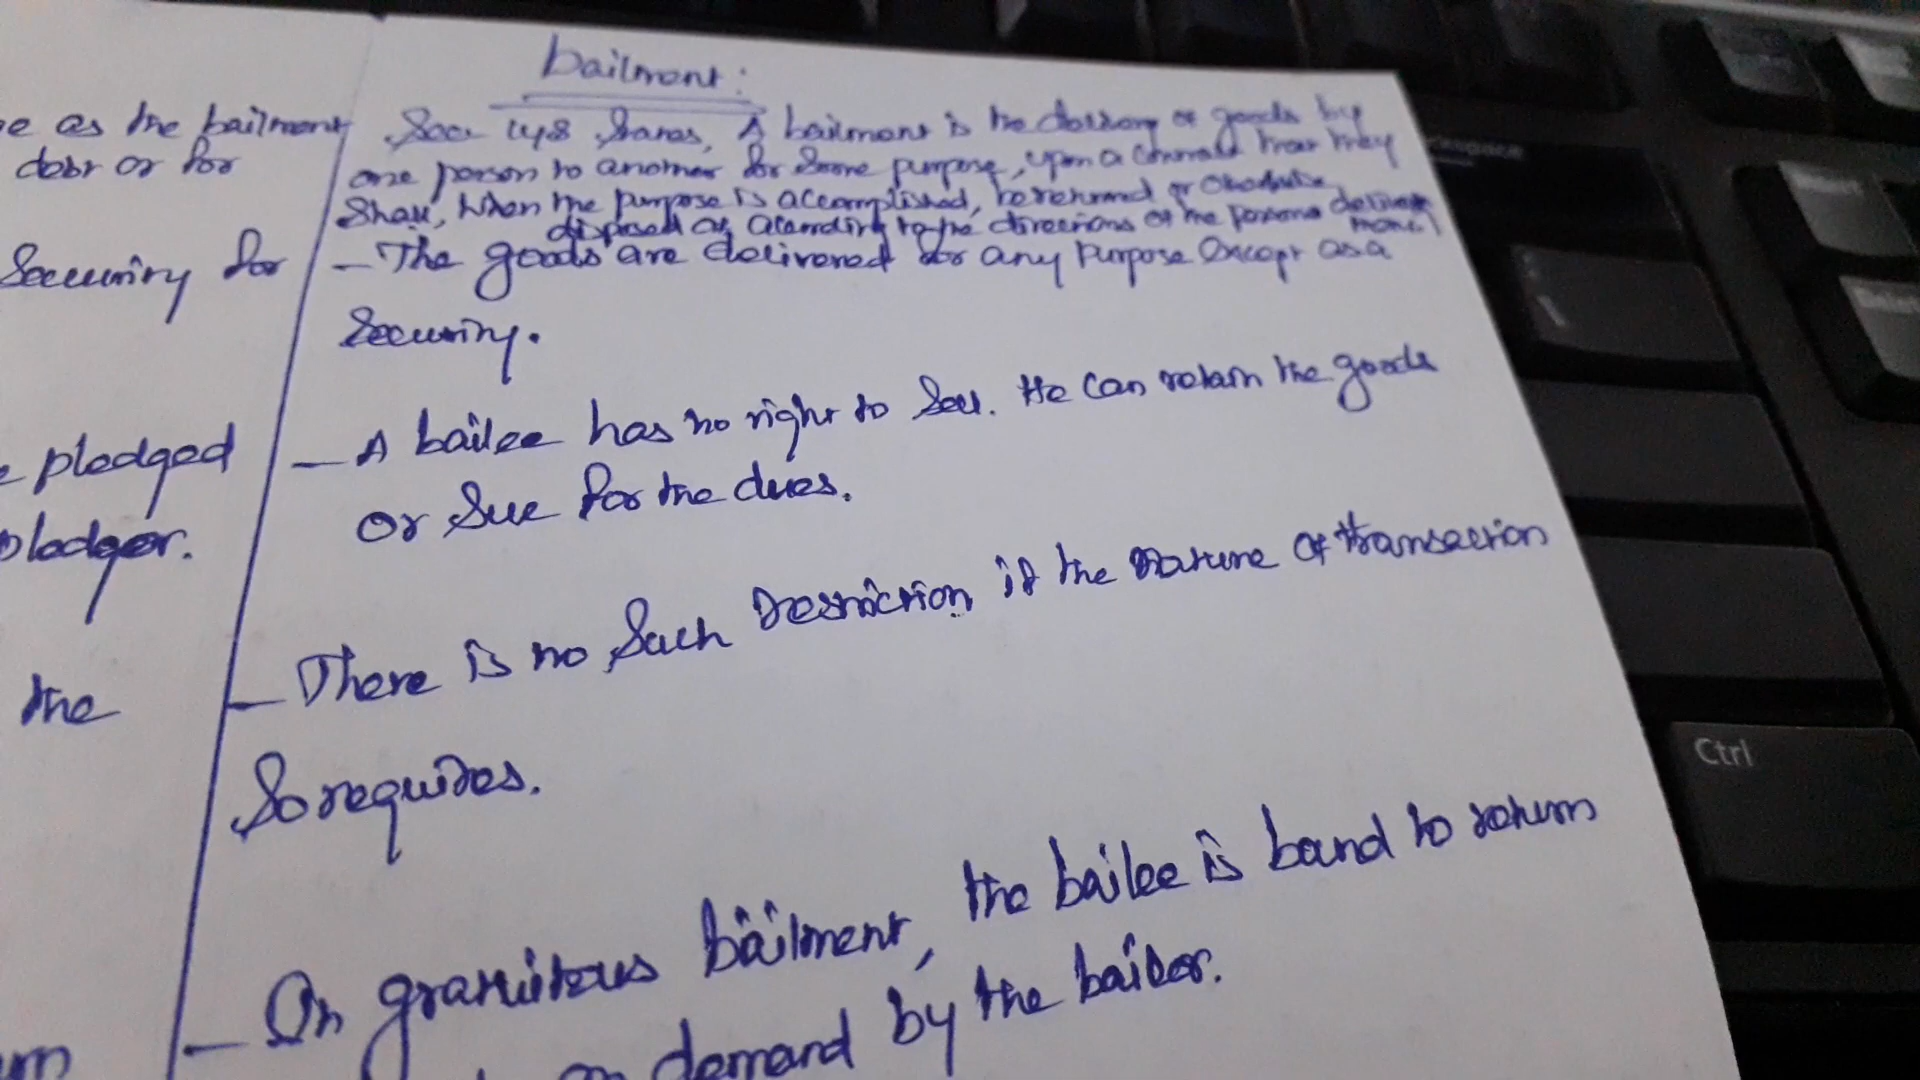 bailment:
Sec 148 States, A bailment is the delivery of goods by
one person to another for Some purpose, upon a Contract that they
Shall, When the purpose is accomplished, be returned or Otherwise
disposed of according to the directions of the persons delivering
them.
- The goods are delivered for any Purpose Except as a
Security.
- A bailee has no right to Sell. He Can retain the goods
Or Sue for the dues.
- There is no Such restriction, if the nature of transaction
So requires.
- On gratuitous bailment, the bailee is bound to return
on demand by the bailor.
as the bailment
debt or for
Security for
pledged
pledger.
the
Ctrl